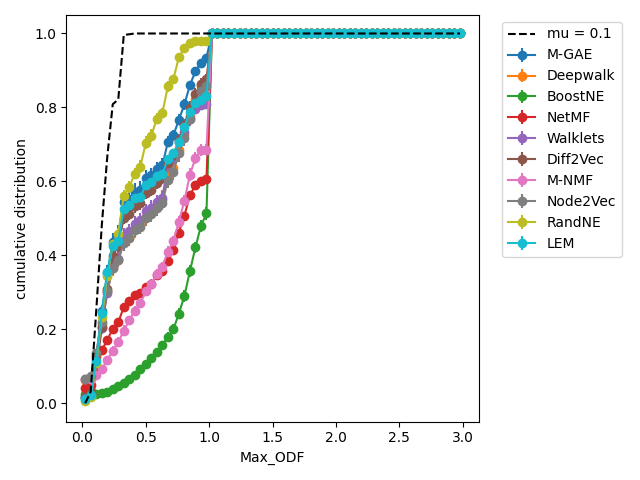 1.0
0.8
0.6
0.4
0.2
0.0
cumulative distribution
0.0 0.5 1.0 1.5 2.0 2.5 3.0
Max_ODF
mu = 0.1
M-GAE
Deepwalk
BoostNE
NetMF
Walklets
Diff2Vec
M-NMF
Node2Vec
RandNE
LEM